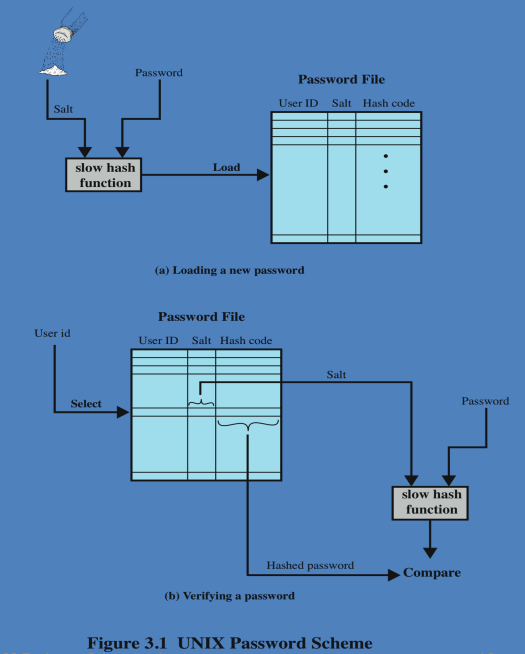 Password
Password File
Salt
User ID Salt Hash code
slow hash
function
Load
(a) Loading a new password
Password File
User id
User ID Salt Hash code
Salt
Select
Password
slow hash
function
Hashed password
Compare
(b) Verifying a password
Figure 3.1 UNIX Password Scheme